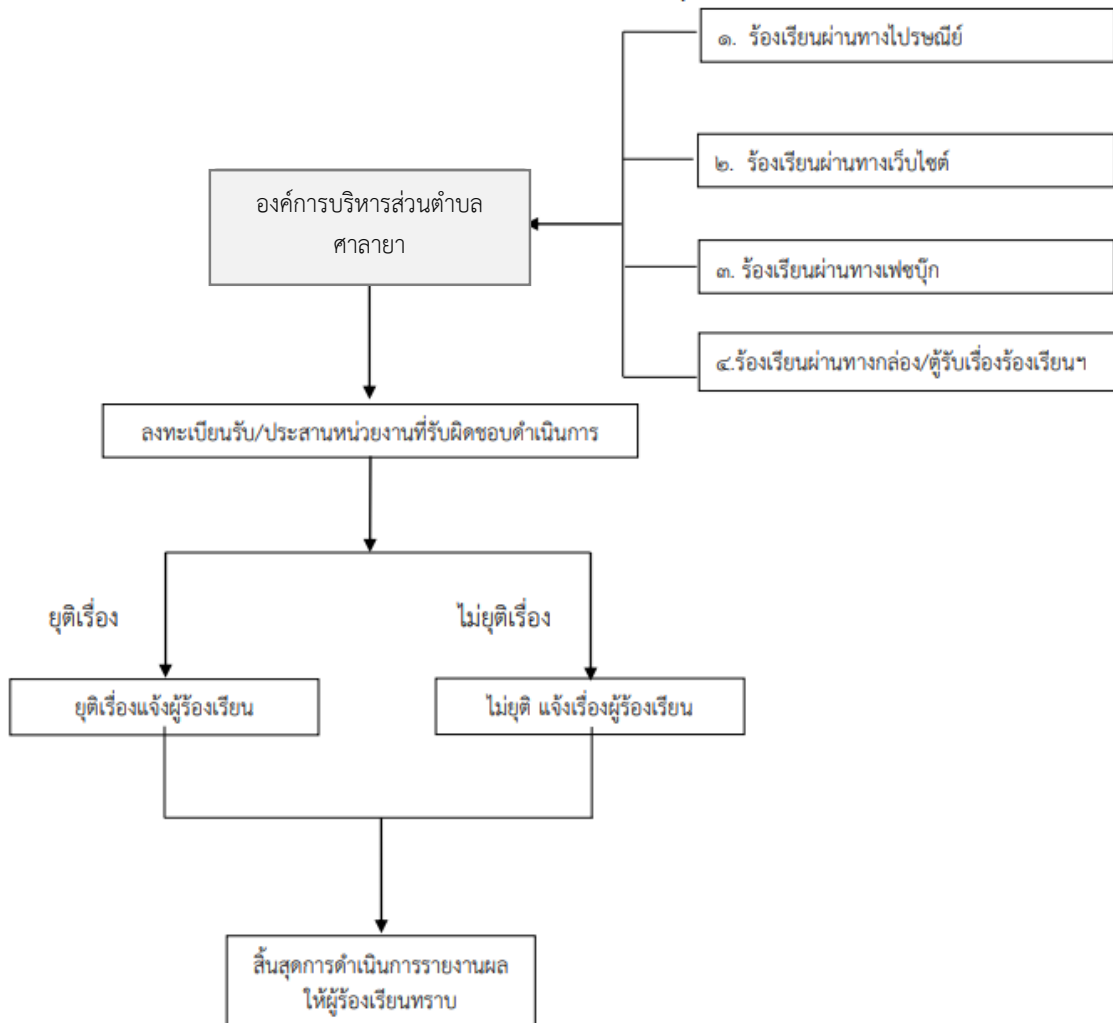 ๑. ร้องเรียนผ่านทางไปรษณีย์
๒. ร้องเรียนผ่านทางเว็บไซต์
องค์การบริหารส่วนตำบล
ศาลายา
๓. ร้องเรียนผ่านทางเฟซบุ๊ก
๔.ร้องเรียนผ่านทางกล่อง/ตู้รับเรื่องร้องเรียนฯ
ลงทะเบียนรับ/ประสานหน่วยงานที่รับผิดชอบดำเนินการ
ยุติเรื่อง
ไม่ยุติเรื่อง
ยุติเรื่องแจ้งผู้ร้องเรียน
ไม่ยุติ แจ้งเรื่องผู้ร้องเรียน
สิ้นสุดการดำเนินการรายงานผล
ให้ผู้ร้องเรียนทราบ